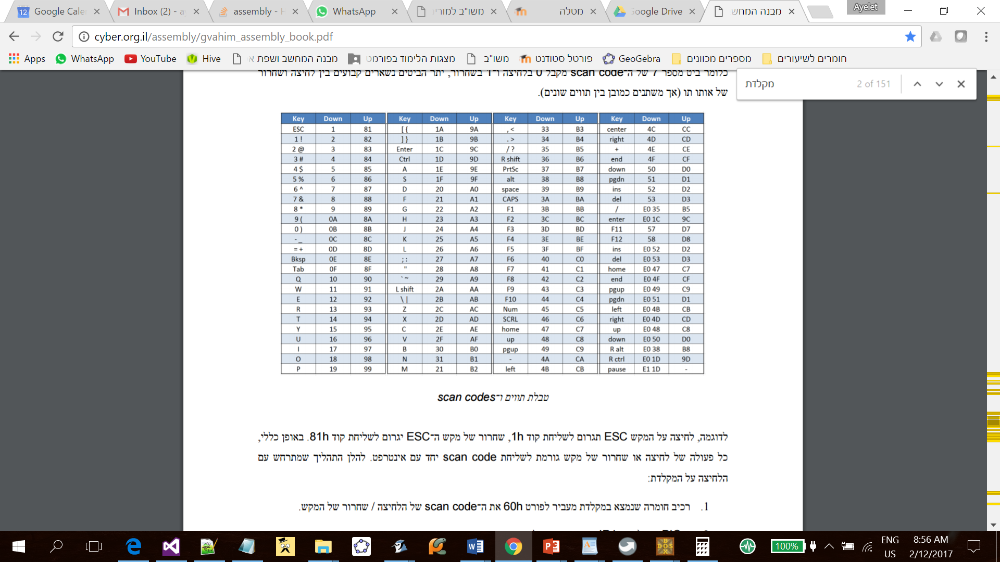 Google Cale
Inbox (2) - ay
assembly - H
WhatsApp
משו"ב למורי
מטלה
Google Drive
מבנה המחש
Ayelet
cyber.org.il/assembly/gvahim_assembly_book.pdf
Apps WhatsApp YouTube Hive מבנה המחשב ושפת א מצגות הלימוד בפורמט משו"ב פורטל סטודנט GeoGebra מספרים מכוונים חומרים לשיעורים
מקלדת 2 of 151
כלומר ביט מספר 7 של ה־scan code מקבל 0 בלחיצה ו־1 בשחרור, יתר הביטים נשארים קבועים בין לחיצה ושחרור
של אותו תו (אך משתנים כמובן בין תווים שונים).
Key Down Up Key Down Up Key Down Up Key Down Up
ESC 1 81 [ { 1A 9A , < 33 B3 center 4C CC
1 ! 2 82 ] } 1B 9B . > 34 B4 right 4D CD
2 @ 3 83 Enter 1C 9C / ? 35 B5 + 4E CE
3 # 4 84 Ctrl 1D 9D R shift 36 B6 end 4F CF
4 $ 5 85 A 1E 9E PrtSc 37 B7 down 50 D0
5 % 6 86 S 1F 9F alt 38 B8 pgdn 51 D1
6 ^ 7 87 D 20 A0 space 39 B9 ins 52 D2
7 & 8 88 F 21 A1 CAPS 3A BA del 53 D3
8 * 9 89 G 22 A2 F1 3B BB / E0 35 B5
9 ( 0A 8A H 23 A3 F2 3C BC enter E0 1C 9C
0 ) 0B 8B J 24 A4 F3 3D BD F11 57 D7
- _ 0C 8C K 25 A5 F4 3E BE F12 58 D8
= + 0D 8D L 26 A6 F5 3F BF ins E0 52 D2
Bksp 0E 8E ; : 27 A7 F6 40 C0 del E0 53 D3
Tab 0F 8F " 28 A8 F7 41 C1 home E0 47 C7
Q 10 90 ` ~ 29 A9 F8 42 C2 end E0 4F CF
W 11 91 L shift 2A AA F9 43 C3 pgup E0 49 C9
E 12 92 \ | 2B AB F10 44 C4 pgdn E0 51 D1
R 13 93 Z 2C AC Num 45 C5 left E0 4B CB
T 14 94 X 2D AD SCRL 46 C6 right E0 4D CD
Y 15 95 C 2E AE home 47 C7 up E0 48 C8
U 16 96 V 2F AF up 48 C8 down E0 50 D0
I 17 97 B 30 B0 pgup 49 C9 R alt E0 38 B8
O 18 98 N 31 B1 - 4A CA R ctrl E0 1D 9D
P 19 99 M 21 B2 left 4B CB pause E1 1D -
טבלת תווים ו־scan codes
לדוגמה, לחיצה על המקש ESC תגרום לשליחת קוד 1h, שחרור של מקש ה־ESC יגרום לשליחת קוד 81h. באופן כללי,
כל פעולה של לחיצה או שחרור של מקש גורמת לשליחת scan code יחד עם אינטרפט. להלן התהליך שמתרחש עם
הלחיצה על המקלדת:
1. רכיב חומרה שנמצא במקלדת מעביר לפורט 60h את ה־scan code של הלחיצה / שחרור של המקש.
100%
ENG
US
8:56 AM
2/12/2017